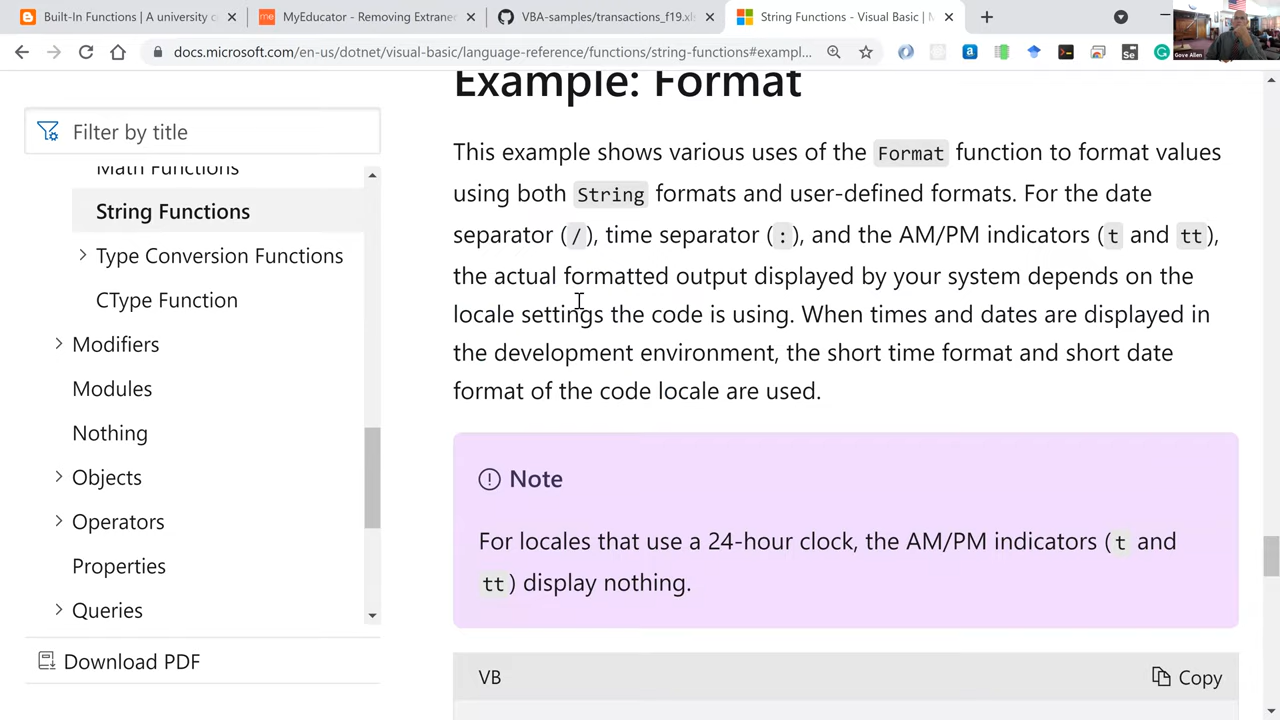 Built-In Functions | A university c
MyEducator - Removing Extrane
VBA-samples/transactions_f19.xls
String Functions - Visual Basic | M
docs.microsoft.com/en-us/dotnet/visual-basic/language-reference/functions/string-functions#examp...
Gove Allen
Filter by title
Math Functions
String Functions
Type Conversion Functions
CType Function
Modifiers
Modules
Nothing
Objects
Operators
Properties
Queries
Download PDF
Example: Format
This example shows various uses of the Format function to format values
using both String formats and user-defined formats. For the date
separator (/), time separator (:), and the AM/PM indicators (t and tt),
the actual formatted output displayed by your system depends on the
locale settings the code is using. When times and dates are displayed in
the development environment, the short time format and short date
format of the code locale are used.
Note
For locales that use a 24-hour clock, the AM/PM indicators (t and
tt) display nothing.
VB
Copy